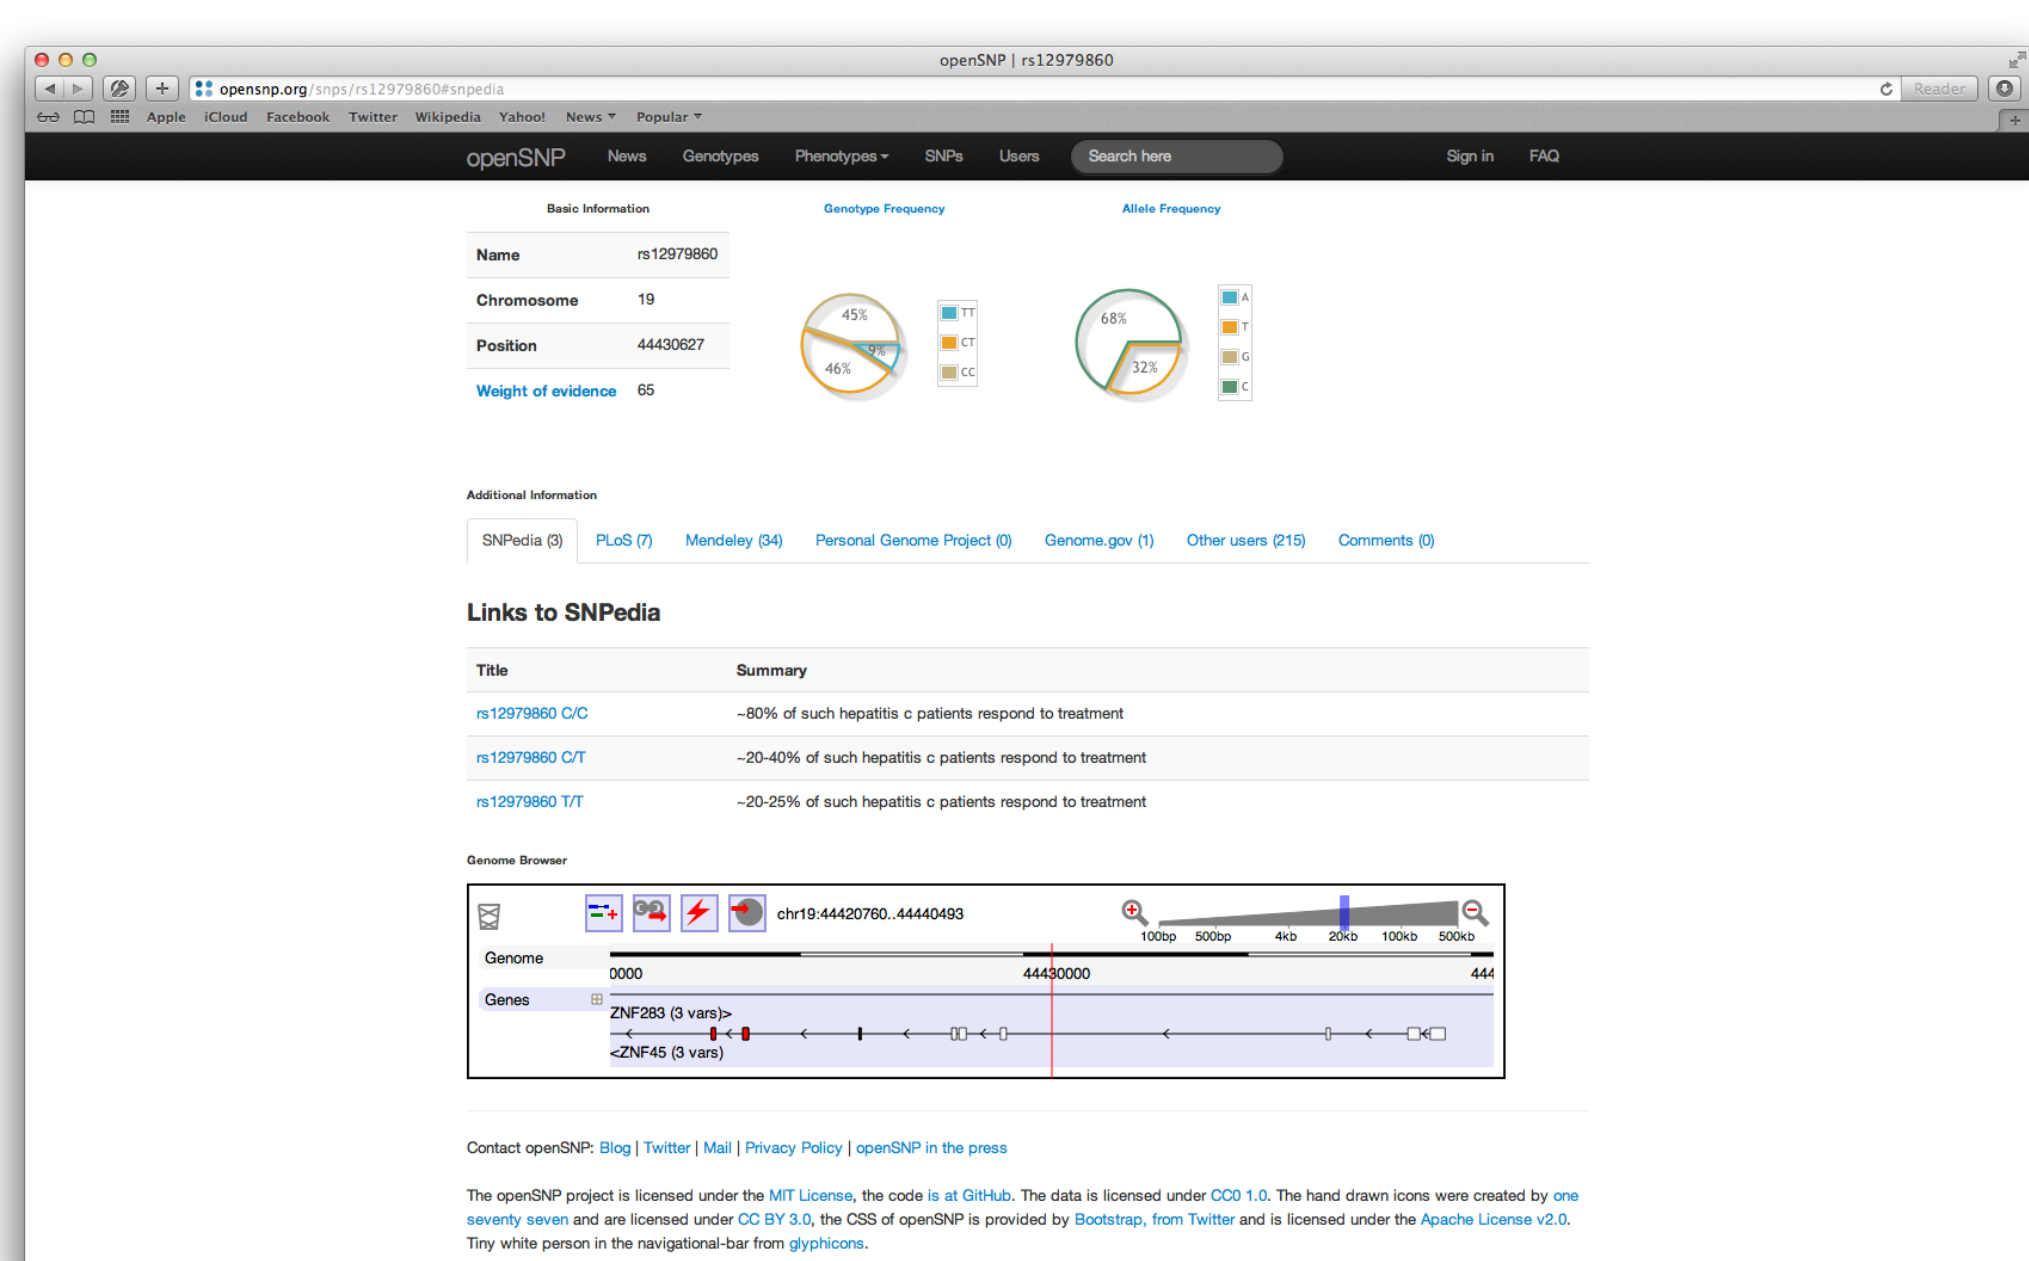 openSNP | rs12979860
opensnp.org/snps/rs12979860#snpedia
Reader
Apple iCloud Facebook Twitter Wikipedia Yahoo! News Popular
openSNP News Genotypes Phenotypes SNPs Users Search here Sign in FAQ
Basic Information Genotype Frequency Allele Frequency
Name rs12979860
Chromosome 19
Position 44430627
Weight of evidence 65
45%
9%
46%
TT
CT
CC
68%
32%
A
T
G
C
Additional Information
SNPedia (3) PLoS (7) Mendeley (34) Personal Genome Project (0) Genome.gov (1) Other users (215) Comments (0)
Links to SNPedia
Title Summary
rs12979860 C/C ~80% of such hepatitis c patients respond to treatment
rs12979860 C/T ~20-40% of such hepatitis c patients respond to treatment
rs12979860 T/T ~20-25% of such hepatitis c patients respond to treatment
Genome Browser
chr19:44420760..44440493
100bp 500bp 4kb 20kb 100kb 500kb
Genome
0000 44430000 444
Genes
ZNF283 (3 vars)>
<ZNF45 (3 vars)
Contact openSNP: Blog | Twitter | Mail | Privacy Policy | openSNP in the press
The openSNP project is licensed under the MIT License, the code is at GitHub. The data is licensed under CC0 1.0. The hand drawn icons were created by one
seventy seven and are licensed under CC BY 3.0, the CSS of openSNP is provided by Bootstrap, from Twitter and is licensed under the Apache License v2.0.
Tiny white person in the navigational-bar from glyphicons.